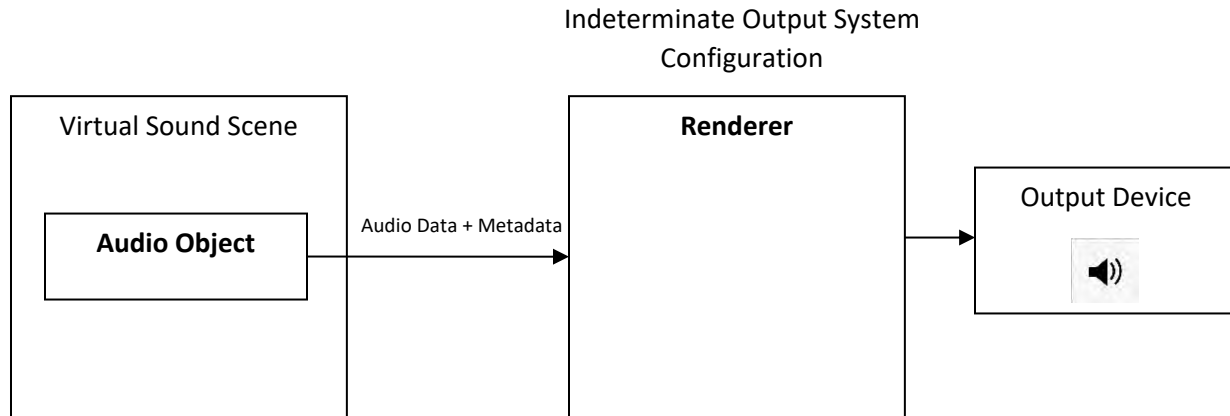 Indeterminate Output System
Configuration
Virtual Sound Scene
Renderer
Output Device
Audio Object
Audio Data + Metadata